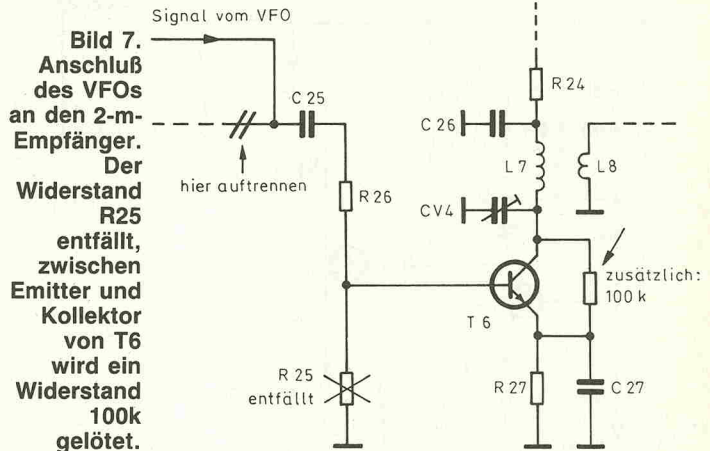 Bild 7.
Anschluß
des VFOs
an den 2-m-
Empfänger.
Der
Widerstand
R25
entfällt,
zwischen
Emitter und
Kollektor
von T6
wird ein
Widerstand
100k
gelötet.
Signal vom VFO
C 25
hier auftrennen
R 26
R 25
entfällt
R 24
C 26
L 7
L 8
CV4
zusätzlich:
100 k
T 6
R 27
C 27